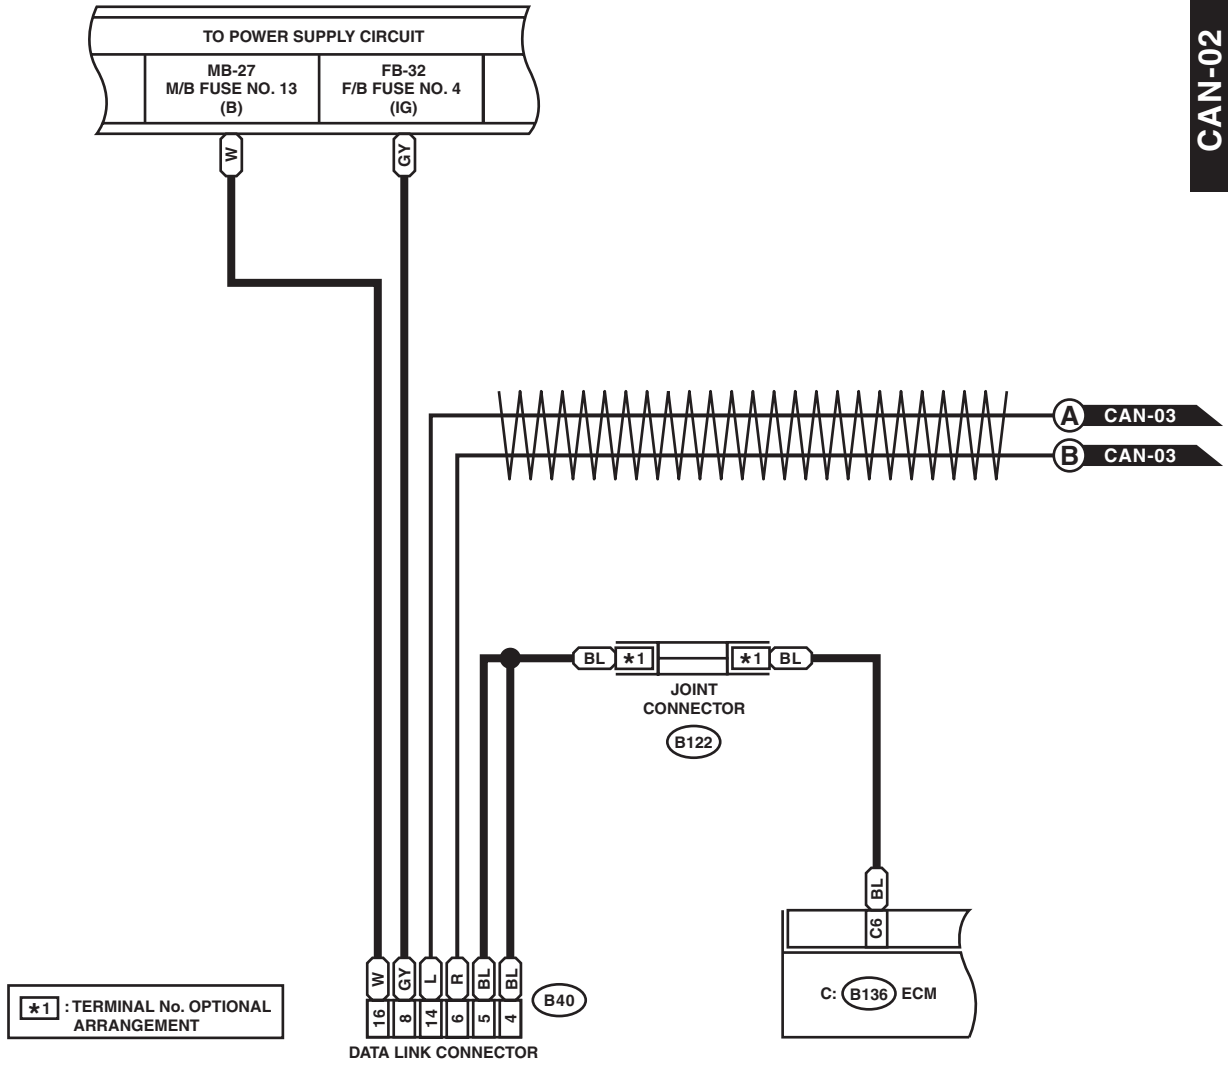 CAN-02
TO POWER SUPPLY CIRCUIT
MB-27
M/B FUSE NO. 13
(B)
FB-32
F/B FUSE NO. 4
(IG)
W
GY
A CAN-03
B CAN-03
BL *1 *1 BL
JOINT
CONNECTOR
B122
BL
C6
C: B136 ECM
W GY L R BL BL
16 8 14 6 5 4
B40
DATA LINK CONNECTOR
*1 : TERMINAL No. OPTIONAL
ARRANGEMENT